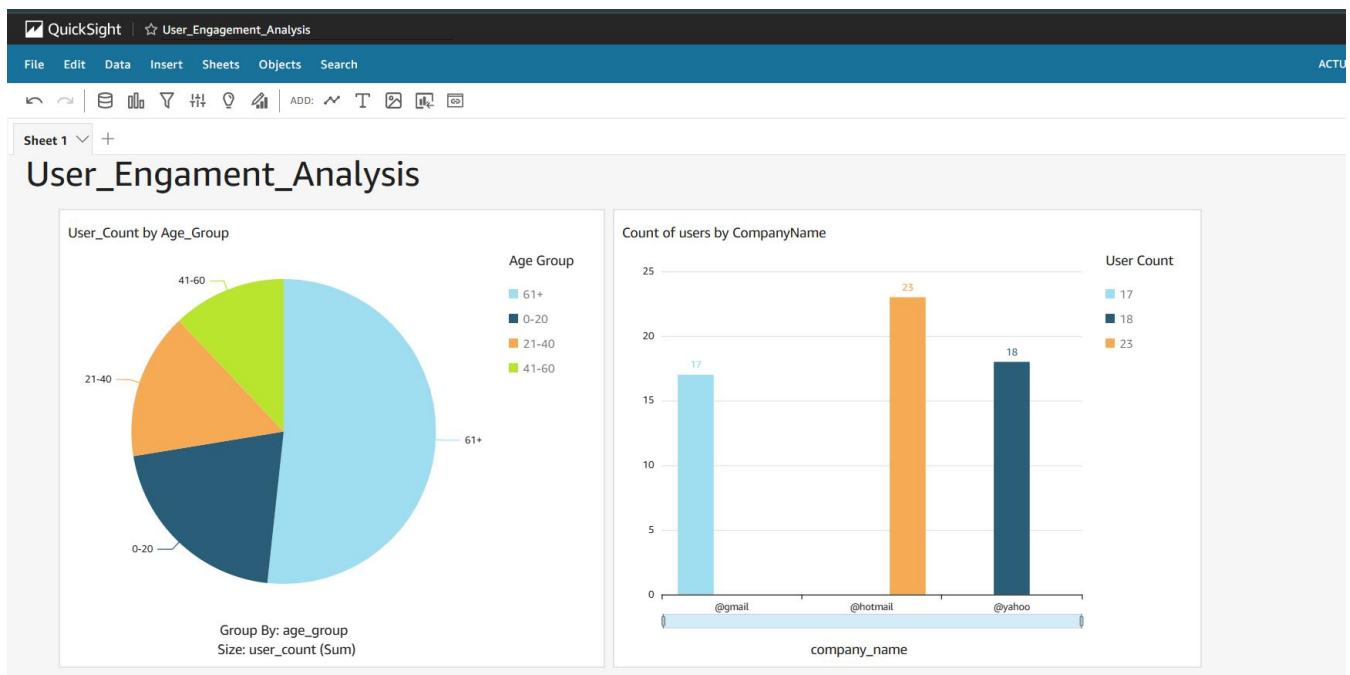 QuickSight User_Engagement_Analysis
File Edit Data Insert Sheets Objects Search ACTU
ADD:
Sheet 1
User_Engament_Analysis
User_Count by Age_Group
Age Group
61+
0-20
21-40
41-60
41-60
21-40
61+
0-20
Group By: age_group
Size: user_count (Sum)
Count of users by CompanyName
User Count
17
18
23
25
20
15
10
5
0
17
23
18
@gmail @hotmail @yahoo
company_name